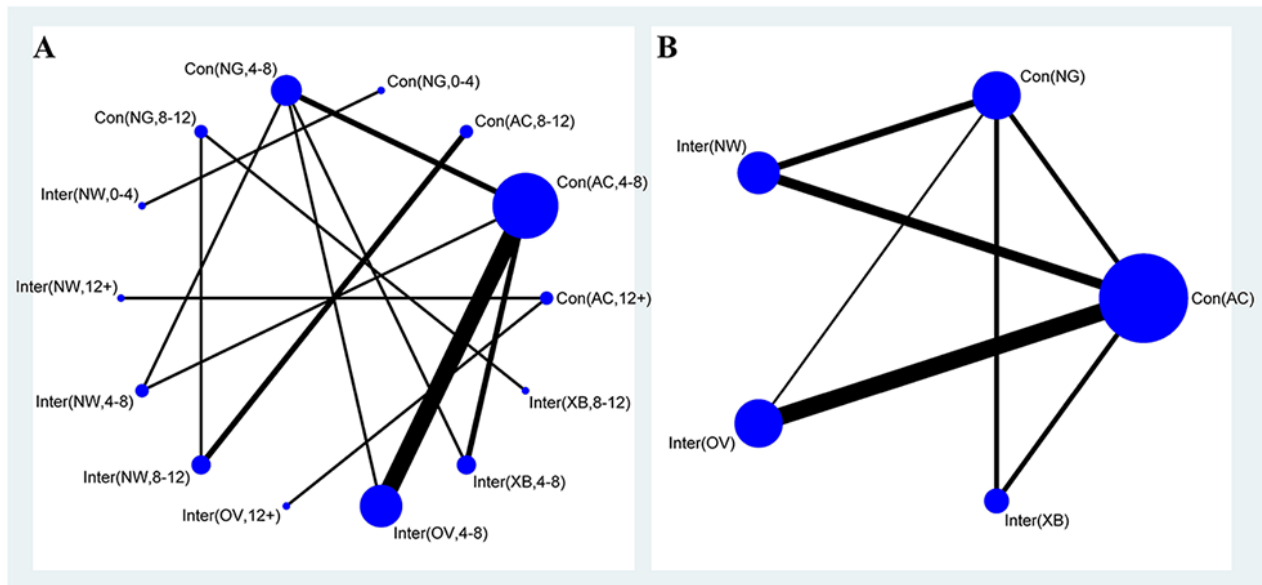 A
Con(NG,4-8)
Con(NG,0-4)
Con(NG,8-12)
Con(AC,8-12)
Con(AC,4-8)
Inter(NW,0-4)
Inter(NW,12+)
Con(AC,12+)
Inter(NW,4-8)
Inter(XB,8-12)
Inter(NW,8-12)
Inter(XB,4-8)
Inter(OV,12+)
Inter(OV,4-8)
B
Con(NG)
Inter(NW)
Con(AC)
Inter(OV)
Inter(XB)